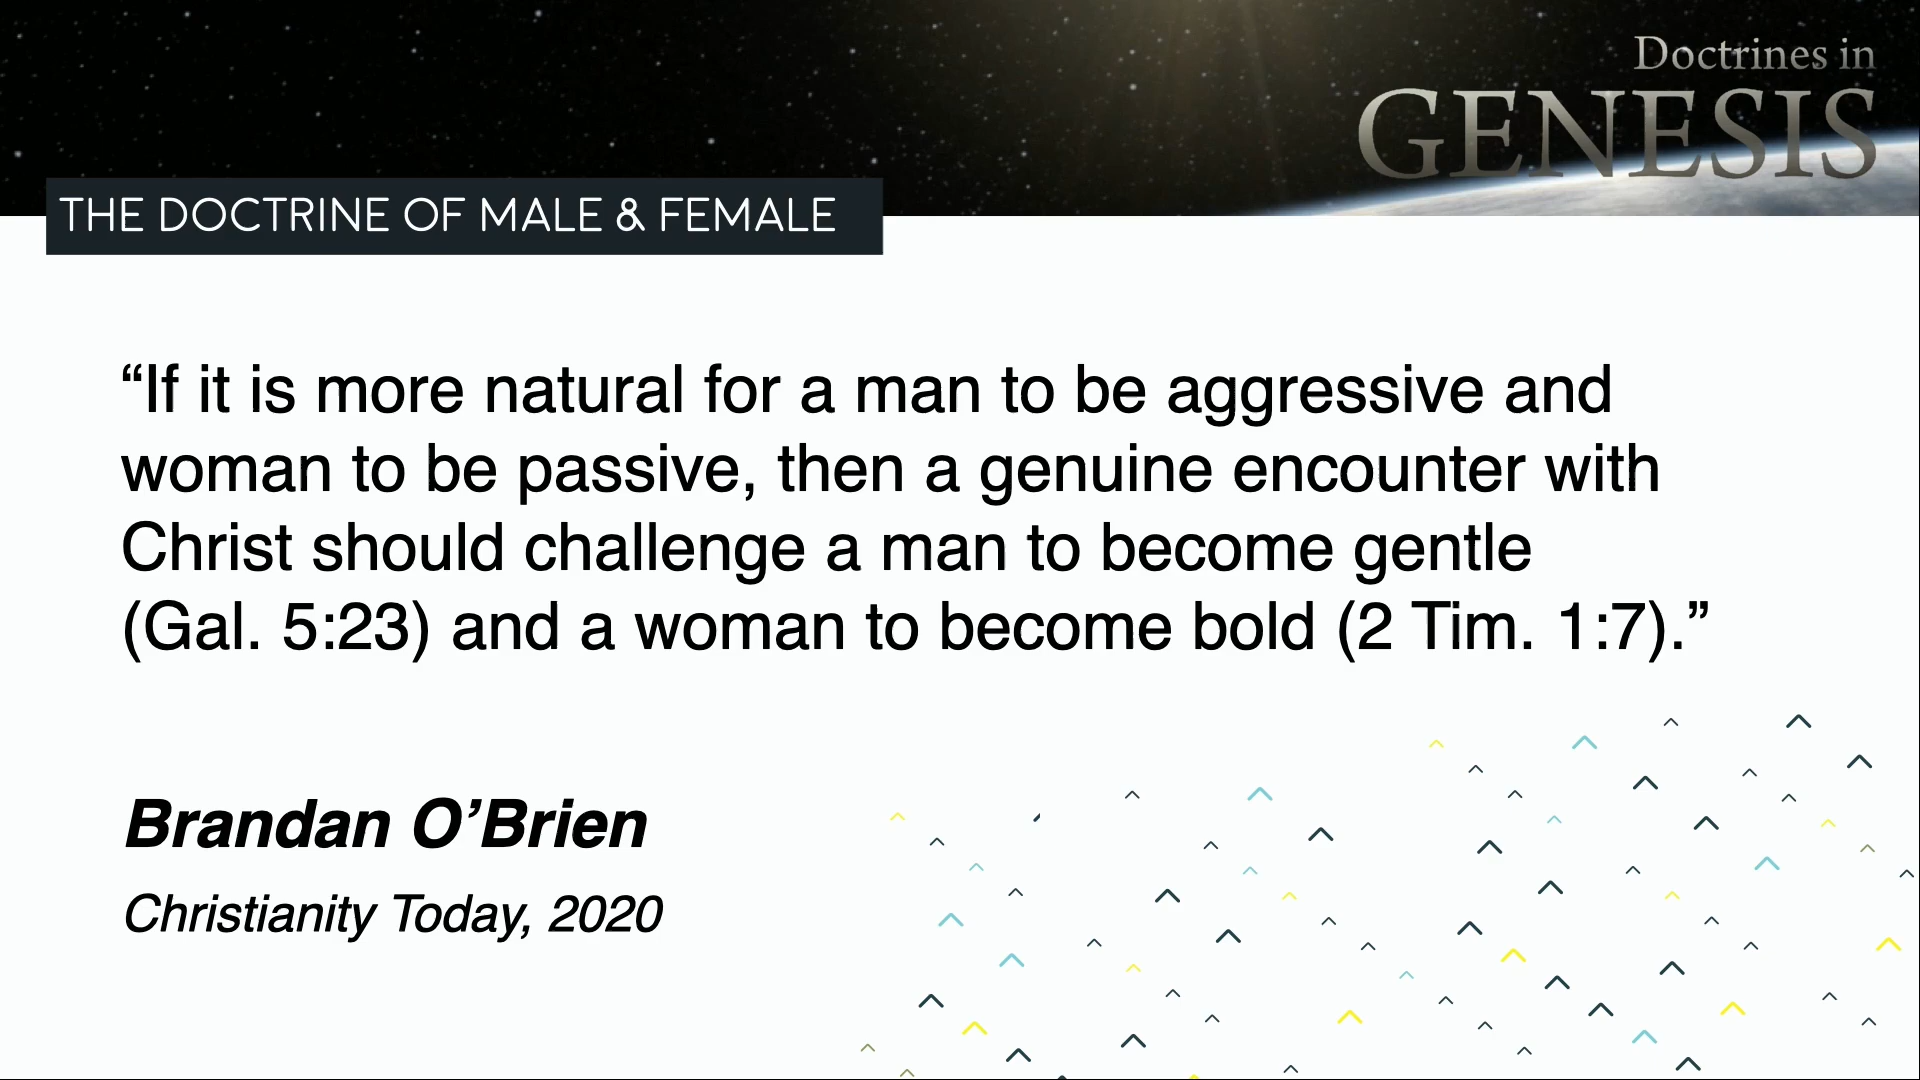 Doctrines in
GENESIS
THE DOCTRINE OF MALE & FEMALE
“If it is more natural for a man to be aggressive and
woman to be passive, then a genuine encounter with
Christ should challenge a man to become gentle
(Gal. 5:23) and a woman to become bold (2 Tim. 1:7).”
Brandan O’Brien
Christianity Today, 2020